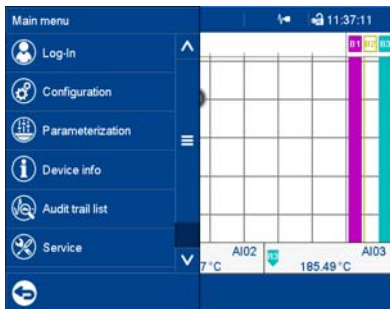 Main menu
11:37:11
Log-In
B1 B2 B3
Configuration
Parameterization
Device info
Audit trail list
Service
AI02 B3 AI03
7°C 185.49°C